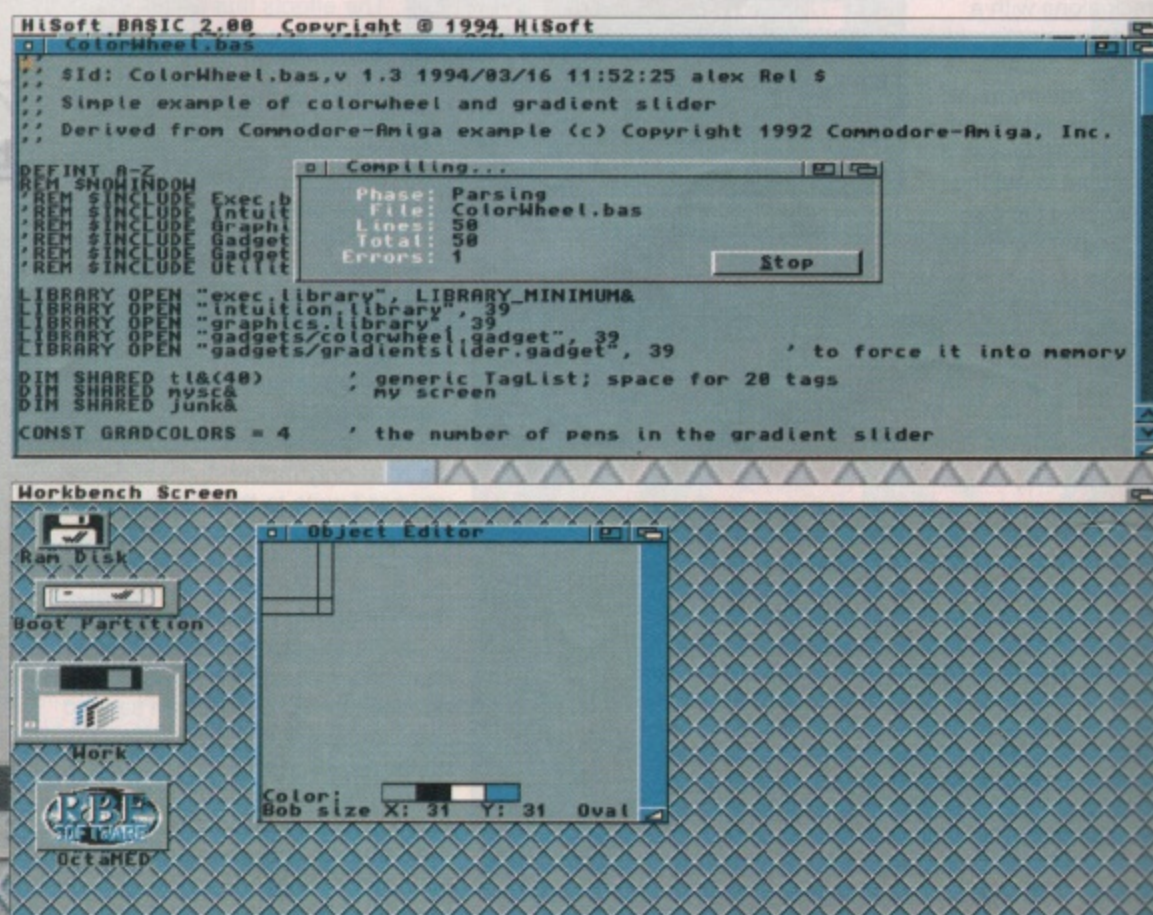 HiSoft BASIC 2.00 Copyright © 1994 HiSoft
ColorWheel.bas
'' $Id: ColorWheel.bas,v 1.3 1994/03/16 11:52:25 alex Rel $
'' Simple example of colorwheel and gradient slider
'' Derived from Commodore-Amiga example (c) Copyright 1992 Commodore-Amiga, Inc.
DEFINT A-Z
REM $NOWINDOW
'REM $INCLUDE Exec.b
'REM $INCLUDE Intuit
'REM $INCLUDE Graphi
'REM $INCLUDE Gadget
'REM $INCLUDE Gadget
'REM $INCLUDE Utilit
Compiling...
Phase: Parsing
File: ColorWheel.bas
Lines: 50
Total: 50
Errors: 1
Stop
LIBRARY OPEN "exec.library", LIBRARY_MINIMUM&
LIBRARY OPEN "intuition.library", 39
LIBRARY OPEN "graphics.library", 39
LIBRARY OPEN "gadgets/colorwheel.gadget", 39
LIBRARY OPEN "gadgets/gradientslider.gadget", 39 ' to force it into memory
DIM SHARED tl&(40) ' generic TagList; space for 20 tags
DIM SHARED mysc& ' my screen
DIM SHARED junk&
CONST GRADCOLORS = 4 ' the number of pens in the gradient slider
Workbench Screen
Ram Disk
Boot Partition
Work
RBF
SOFTWARE
OctaMED
Object Editor
Color:
Bob size X: 31 Y: 31 Oval